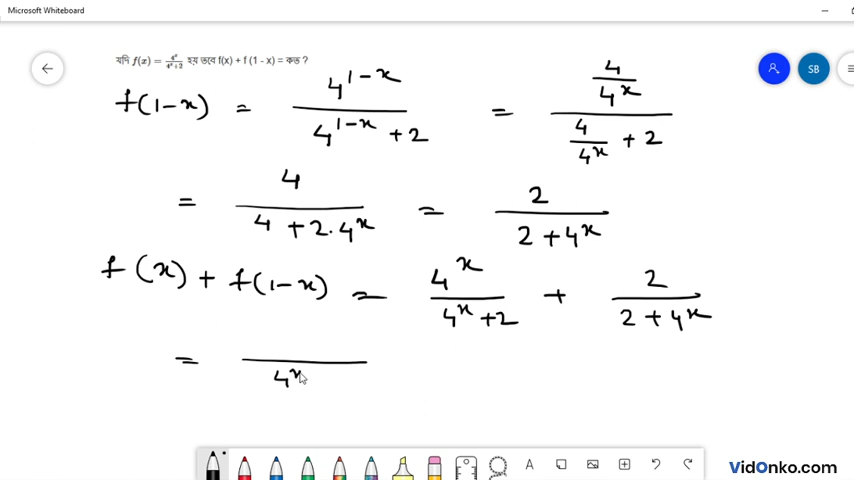 Microsoft Whiteboard
যদি f(x) = 4^x/(4^x+2) হয় তবে f(x) + f (1 - x) = কত ?
SB
f(1-x) = 4^(1-x)/(4^(1-x) + 2) = (4/4^x)/(4/4^x + 2)
= 4/(4 + 2·4^x) = 2/(2 + 4^x)
f(x) + f(1-x) = 4^x/(4^x + 2) + 2/(2 + 4^x)
= /4^x
A
VidOnko.com